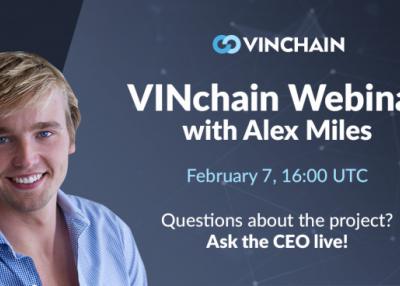 VINCHAIN
VINchain Webina
with Alex Miles
February 7, 16:00 UTC
Questions about the project?
Ask the CEO live!